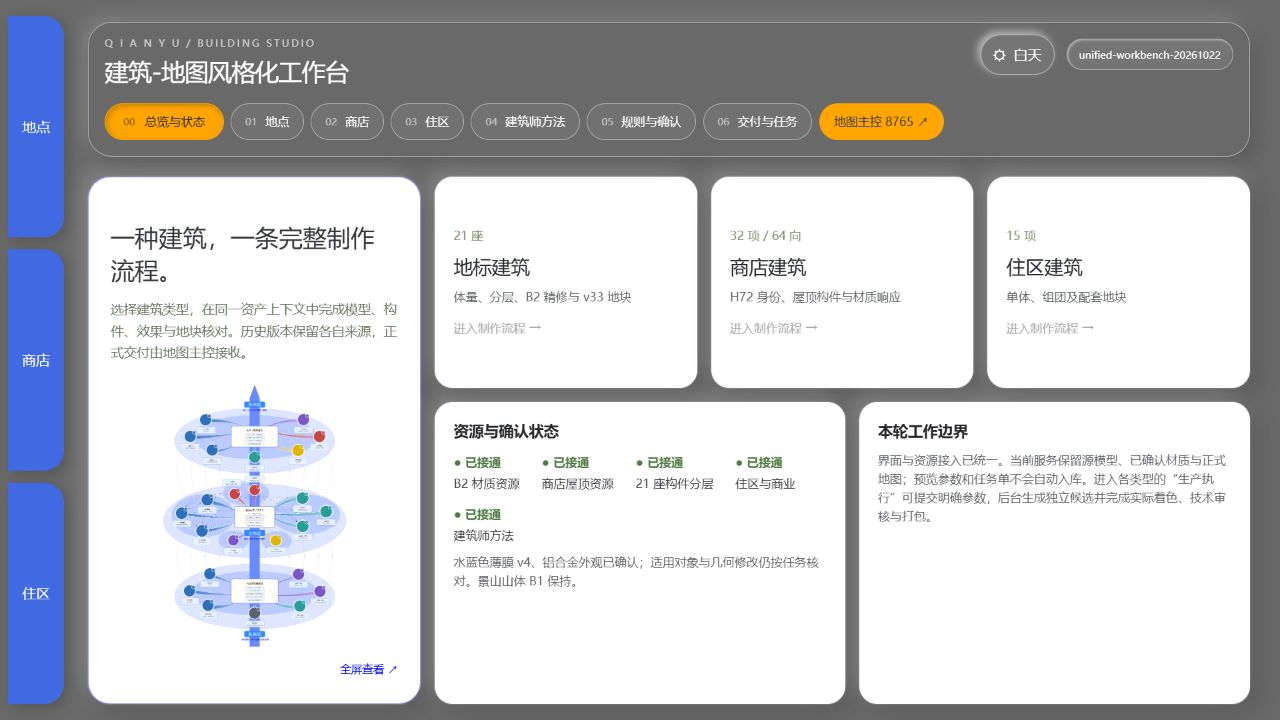 地点
商店
住区
QIANYU / BUILDING STUDIO
建筑-地图风格化工作台
白天
unified-workbench-20261022
00 总览与状态
01 地点
02 商店
03 住区
04 建筑师方法
05 规则与确认
06 交付与任务
地图主控 8765 ↗
一种建筑，一条完整制作
流程。
选择建筑类型，在同一资产上下文中完成模型、构
件、效果与地块核对。历史版本保留各自来源，正
式交付由地图主控接收。
全屏查看 ↗
21 座
地标建筑
体量、分层、B2 精修与 v33 地块
进入制作流程 →
32 项 / 64 向
商店建筑
H72 身份、屋顶构件与材质响应
进入制作流程 →
15 项
住区建筑
单体、组团及配套地块
进入制作流程 →
资源与确认状态
● 已接通
B2 材质资源
● 已接通
商店屋顶资源
● 已接通
21 座构件分层
● 已接通
住区与商业
● 已接通
建筑师方法
水蓝色薄膜 v4、铝合金外观已确认；适用对象与几何修改仍按任务核
对。景山山体 B1 保持。
本轮工作边界
界面与资源接入已统一。当前服务保留源模型、已确认材质与正式
地图；预览参数和任务单不会自动入库。进入各类型的“生产执
行”可提交明确参数，后台生成独立候选并完成实际着色、技术审
核与打包。